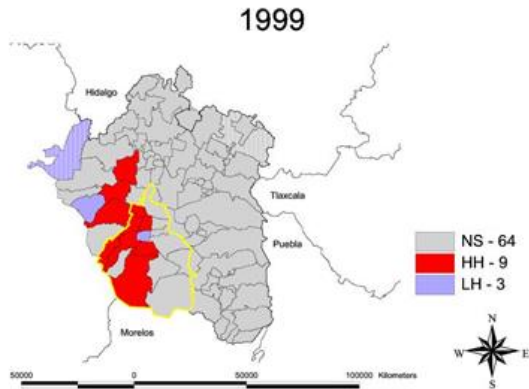 1999
Hidalgo
Tlaxcala
Puebla
Morelos
NS - 64
HH - 9
LH - 3
N
W
E
S
50000 0 50000 100000 Kilometers